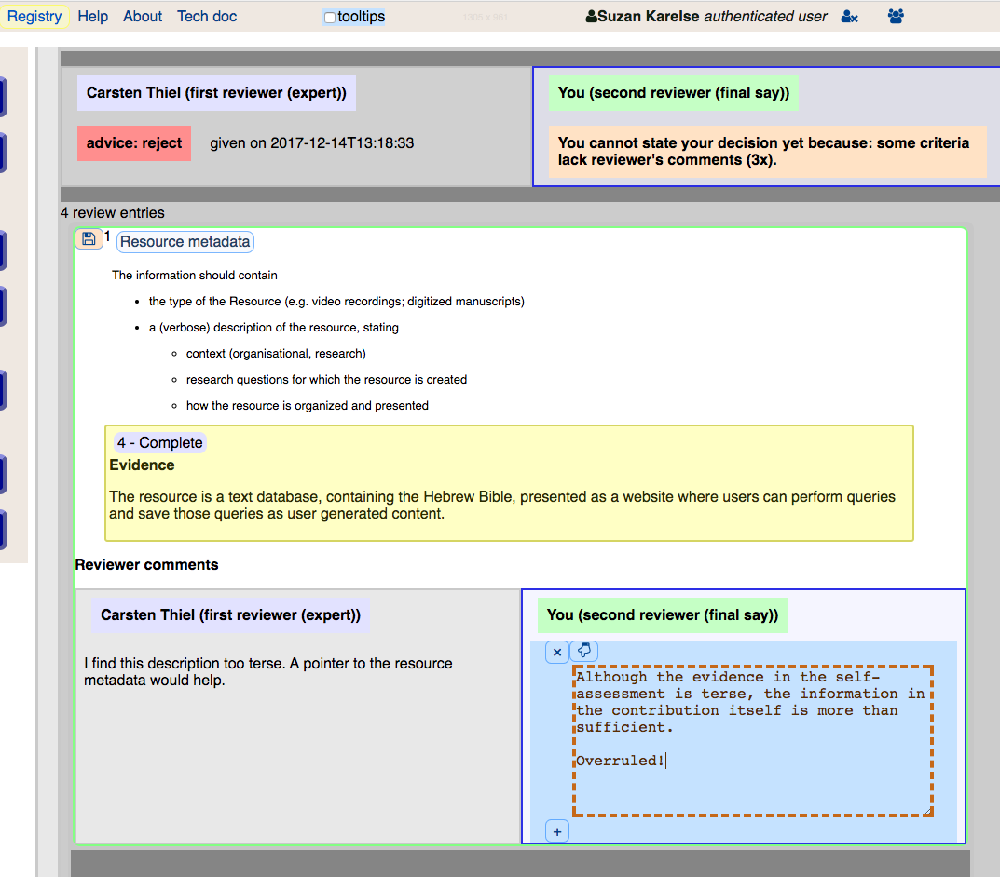 Registry Help About Tech doc tooltips 1305 x 951 Suzan Karelse authenticated user
Carsten Thiel (first reviewer (expert))
advice: reject given on 2017-12-14T13:18:33
You (second reviewer (final say))
You cannot state your decision yet because: some criteria
lack reviewer's comments (3x).
4 review entries
1 Resource metadata
The information should contain
• the type of the Resource (e.g. video recordings; digitized manuscripts)
• a (verbose) description of the resource, stating
◦ context (organisational, research)
◦ research questions for which the resource is created
◦ how the resource is organized and presented
4 - Complete
Evidence
The resource is a text database, containing the Hebrew Bible, presented as a website where users can perform queries
and save those queries as user generated content.
Reviewer comments
Carsten Thiel (first reviewer (expert))
I find this description too terse. A pointer to the resource
metadata would help.
You (second reviewer (final say))
Although the evidence in the self-
assessment is terse, the information in
the contribution itself is more than
sufficient.
Overruled!